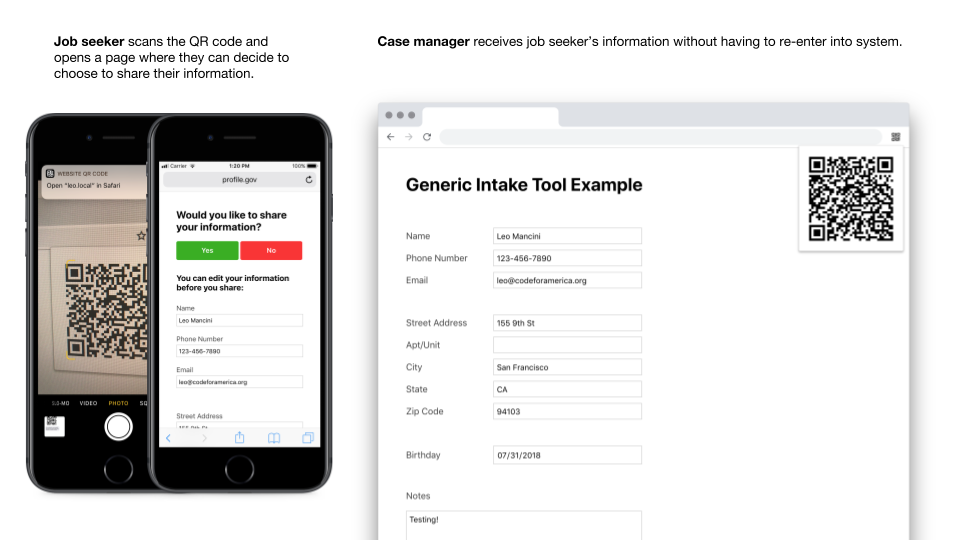 Job seeker scans the QR code and
opens a page where they can decide to
choose to share their information.
Case manager receives job seeker's information without having to re-enter into system.
WEBSITE QR CODE
Open "leo.local" in Safari
SLO-MO VIDEO PHOTO SQ
Carrier 1:20 PM 100%
profile.gov
Would you like to share
your information?
Yes No
You can edit your information
before you share:
Name
Leo Mancini
Phone Number
123-456-7890
Email
leo@codeforamerica.org
Street Address
155 9th St
Generic Intake Tool Example
Name Leo Mancini
Phone Number 123-456-7890
Email leo@codeforamerica.org
Street Address 155 9th St
Apt/Unit
City San Francisco
State CA
Zip Code 94103
Birthday 07/31/2018
Notes
Testing!